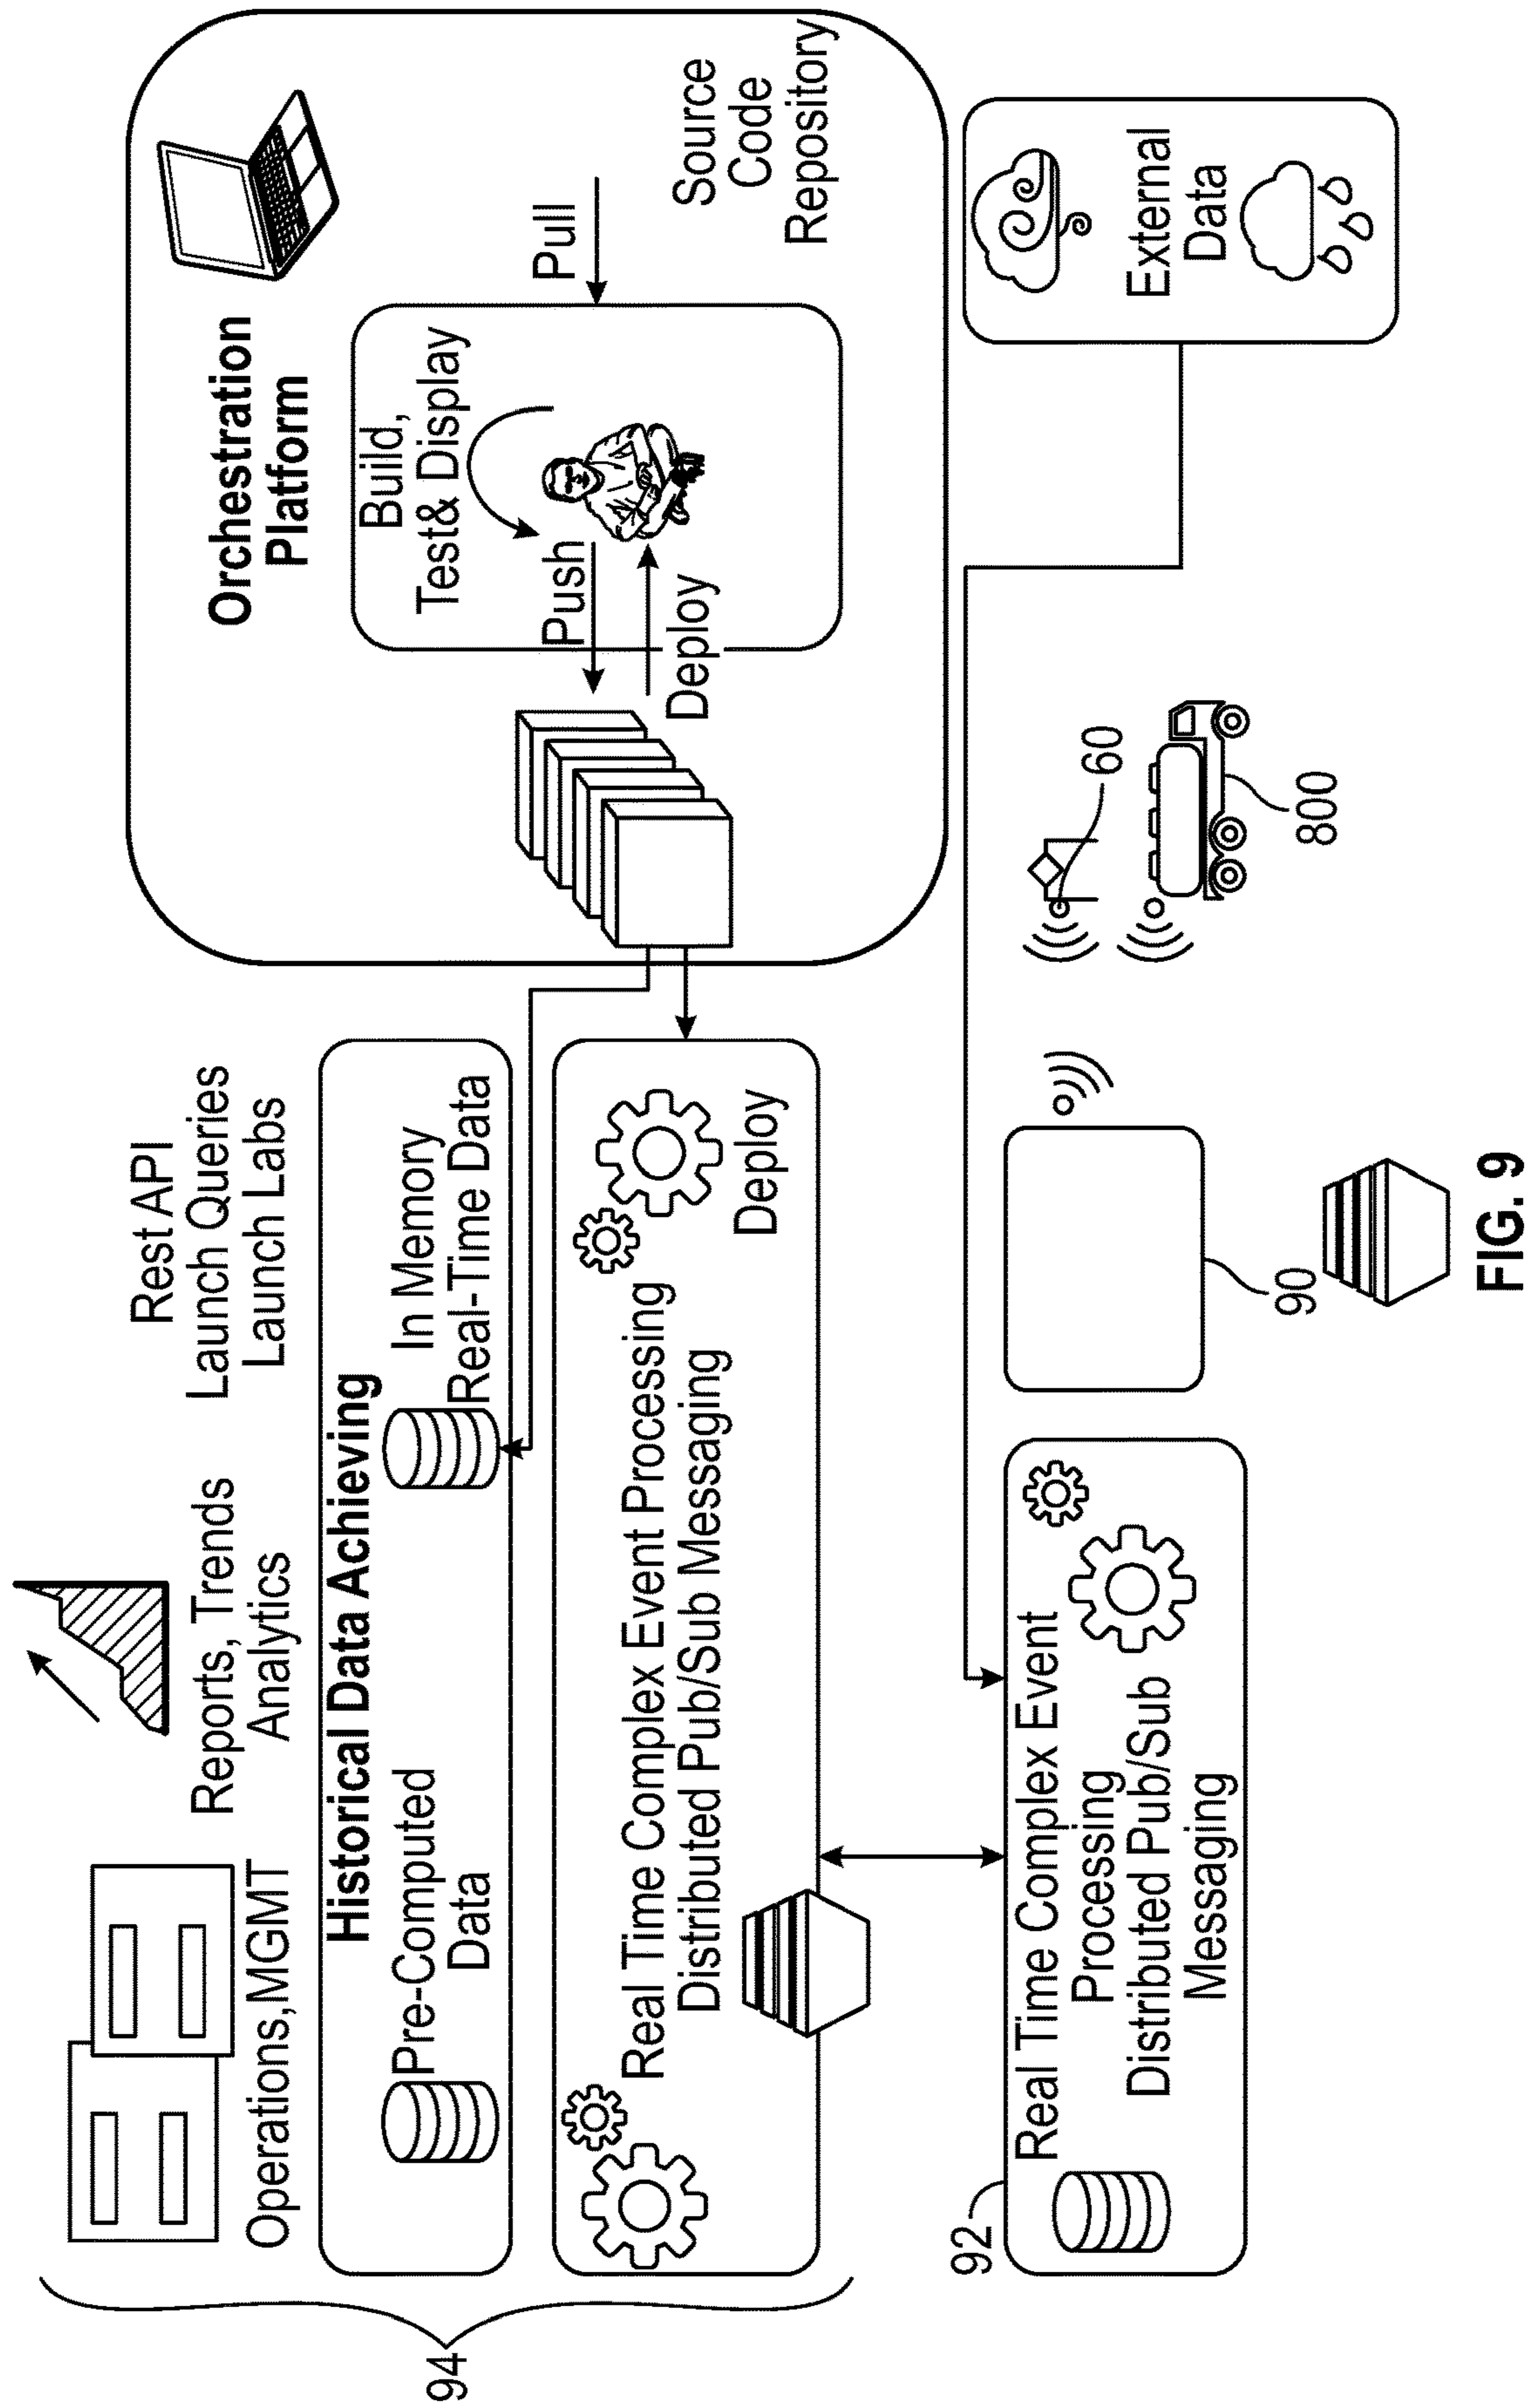 94
Operations,MGMT
Reports, Trends
Analytics
Rest API
Launch Queries
Launch Labs
Historical Data Achieving
Pre-Computed
Data
In Memory
Real-Time Data
Real Time Complex Event Processing
Distributed Pub/Sub Messaging
Deploy
Orchestration
Platform
Build,
Test& Display
Push
Deploy
Pull
Source
Code
Repository
92
Real Time Complex Event
Processing
Distributed Pub/Sub
Messaging
90
60
800
External
Data
FIG. 9